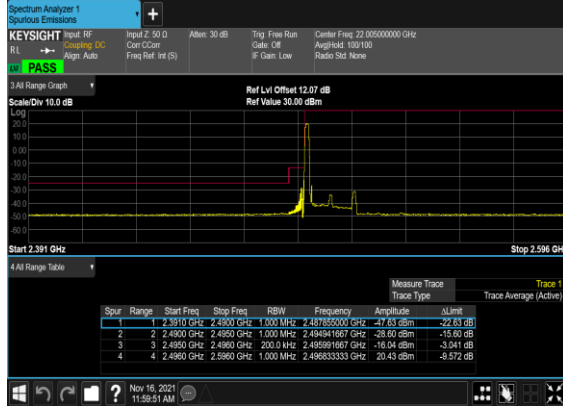 Spectrum Analyzer 1
Spurious Emissions
+
KEYSIGHT Input: RF Input Z: 50 Ω Atten: 30 dB Trig: Free Run Center Freq: 22.005000000 GHz
RL Coupling: DC Corr CCorr Gate: Off Avg|Hold: 100/100
Align: Auto Freq Ref: Int (S) IF Gain: Low Radio Std: None
PASS
3 All Range Graph
Ref Lvl Offset 12.07 dB
Scale/Div 10.0 dB Ref Value 30.00 dBm
Log
20.0
10.0
0.00
-10.0
-20.0
-30.0
-40.0
-50.0
-60.0
Start 2.391 GHz Stop 2.596 GH
4 All Range Table
Measure Trace Trace 1
Trace Type Trace Average (Active)
Spur Range Start Freq Stop Freq RBW Frequency Amplitude ΔLimit
1 1 2.3910 GHz 2.4900 GHz 1.000 MHz 2.487855000 GHz -47.63 dBm -22.63 dB
2 2 2.4900 GHz 2.4950 GHz 1.000 MHz 2.494941667 GHz -28.60 dBm -15.60 dB
3 3 2.4950 GHz 2.4960 GHz 200.0 kHz 2.495991667 GHz -16.04 dBm -3.041 dB
4 4 2.4960 GHz 2.5960 GHz 1.000 MHz 2.496833333 GHz 20.43 dBm -9.572 dB
?
Nov 16, 2021
11:59:51 AM